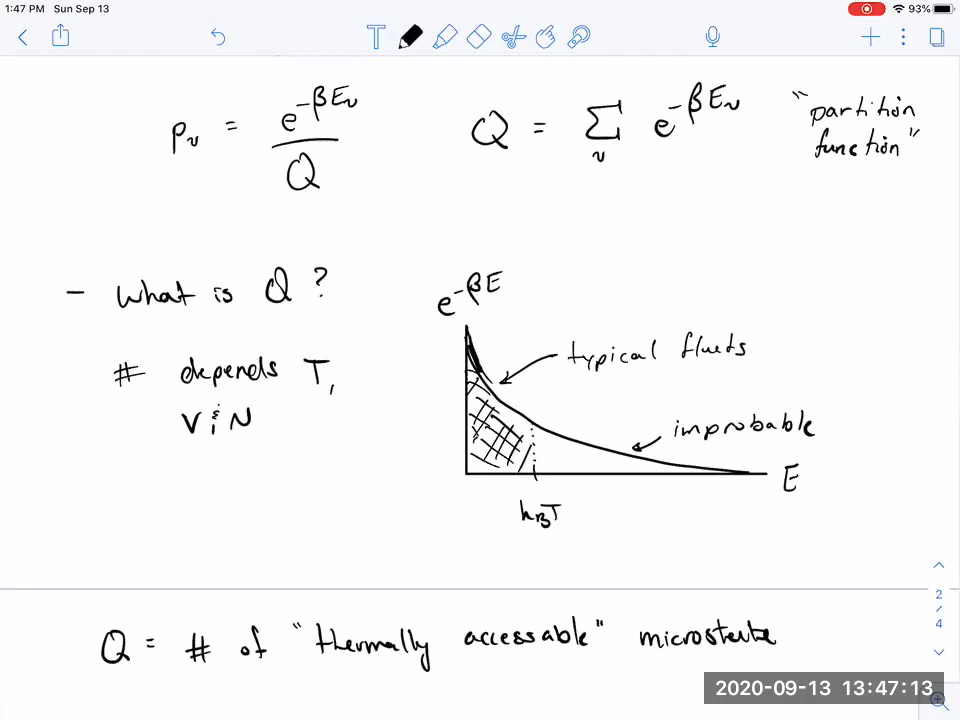 1:47 PM Sun Sep 13
93%
p_ν = e^{-βE_ν} / Q
Q = Σ_ν e^{-βE_ν}
"partition
function"
- What is Q ?
# depends T,
V & N
e^{-βE}
typical flucts
improbable
E
k_BT
2
/
4
Q = # of "thermally accessable" microstate
2020-09-13 13:47:13